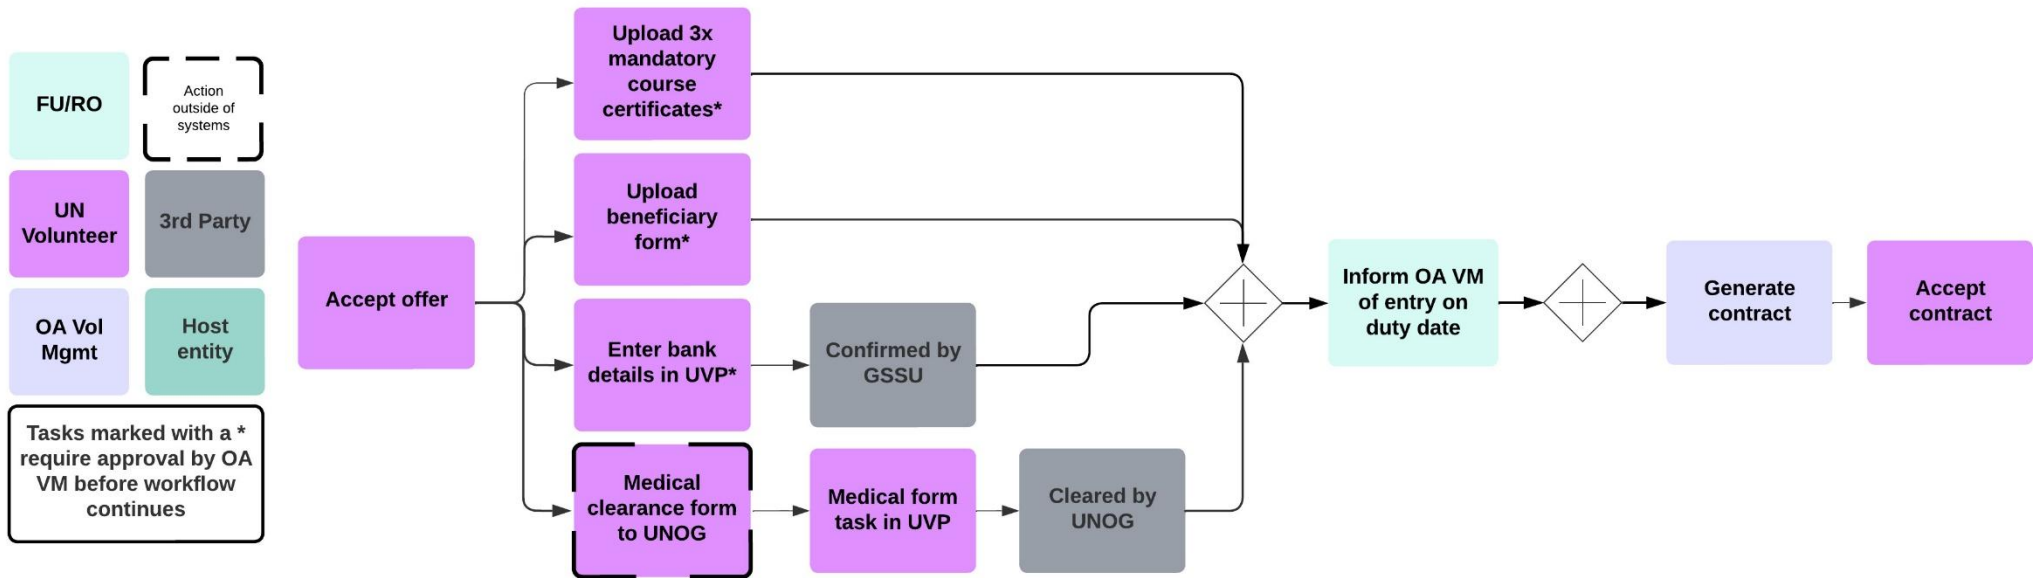 FU/RO
Action
outside of
systems
UN
Volunteer
3rd Party
OA Vol
Mgmt
Host
entity
Tasks marked with a *
require approval by OA
VM before workflow
continues
Accept offer
Upload 3x
mandatory
course
certificates*
Upload
beneficiary
form*
Enter bank
details in UVP*
Confirmed by
GSSU
Medical
clearance form
to UNOG
Medical form
task in UVP
Cleared by
UNOG
Inform OA VM
of entry on
duty date
Generate
contract
Accept
contract